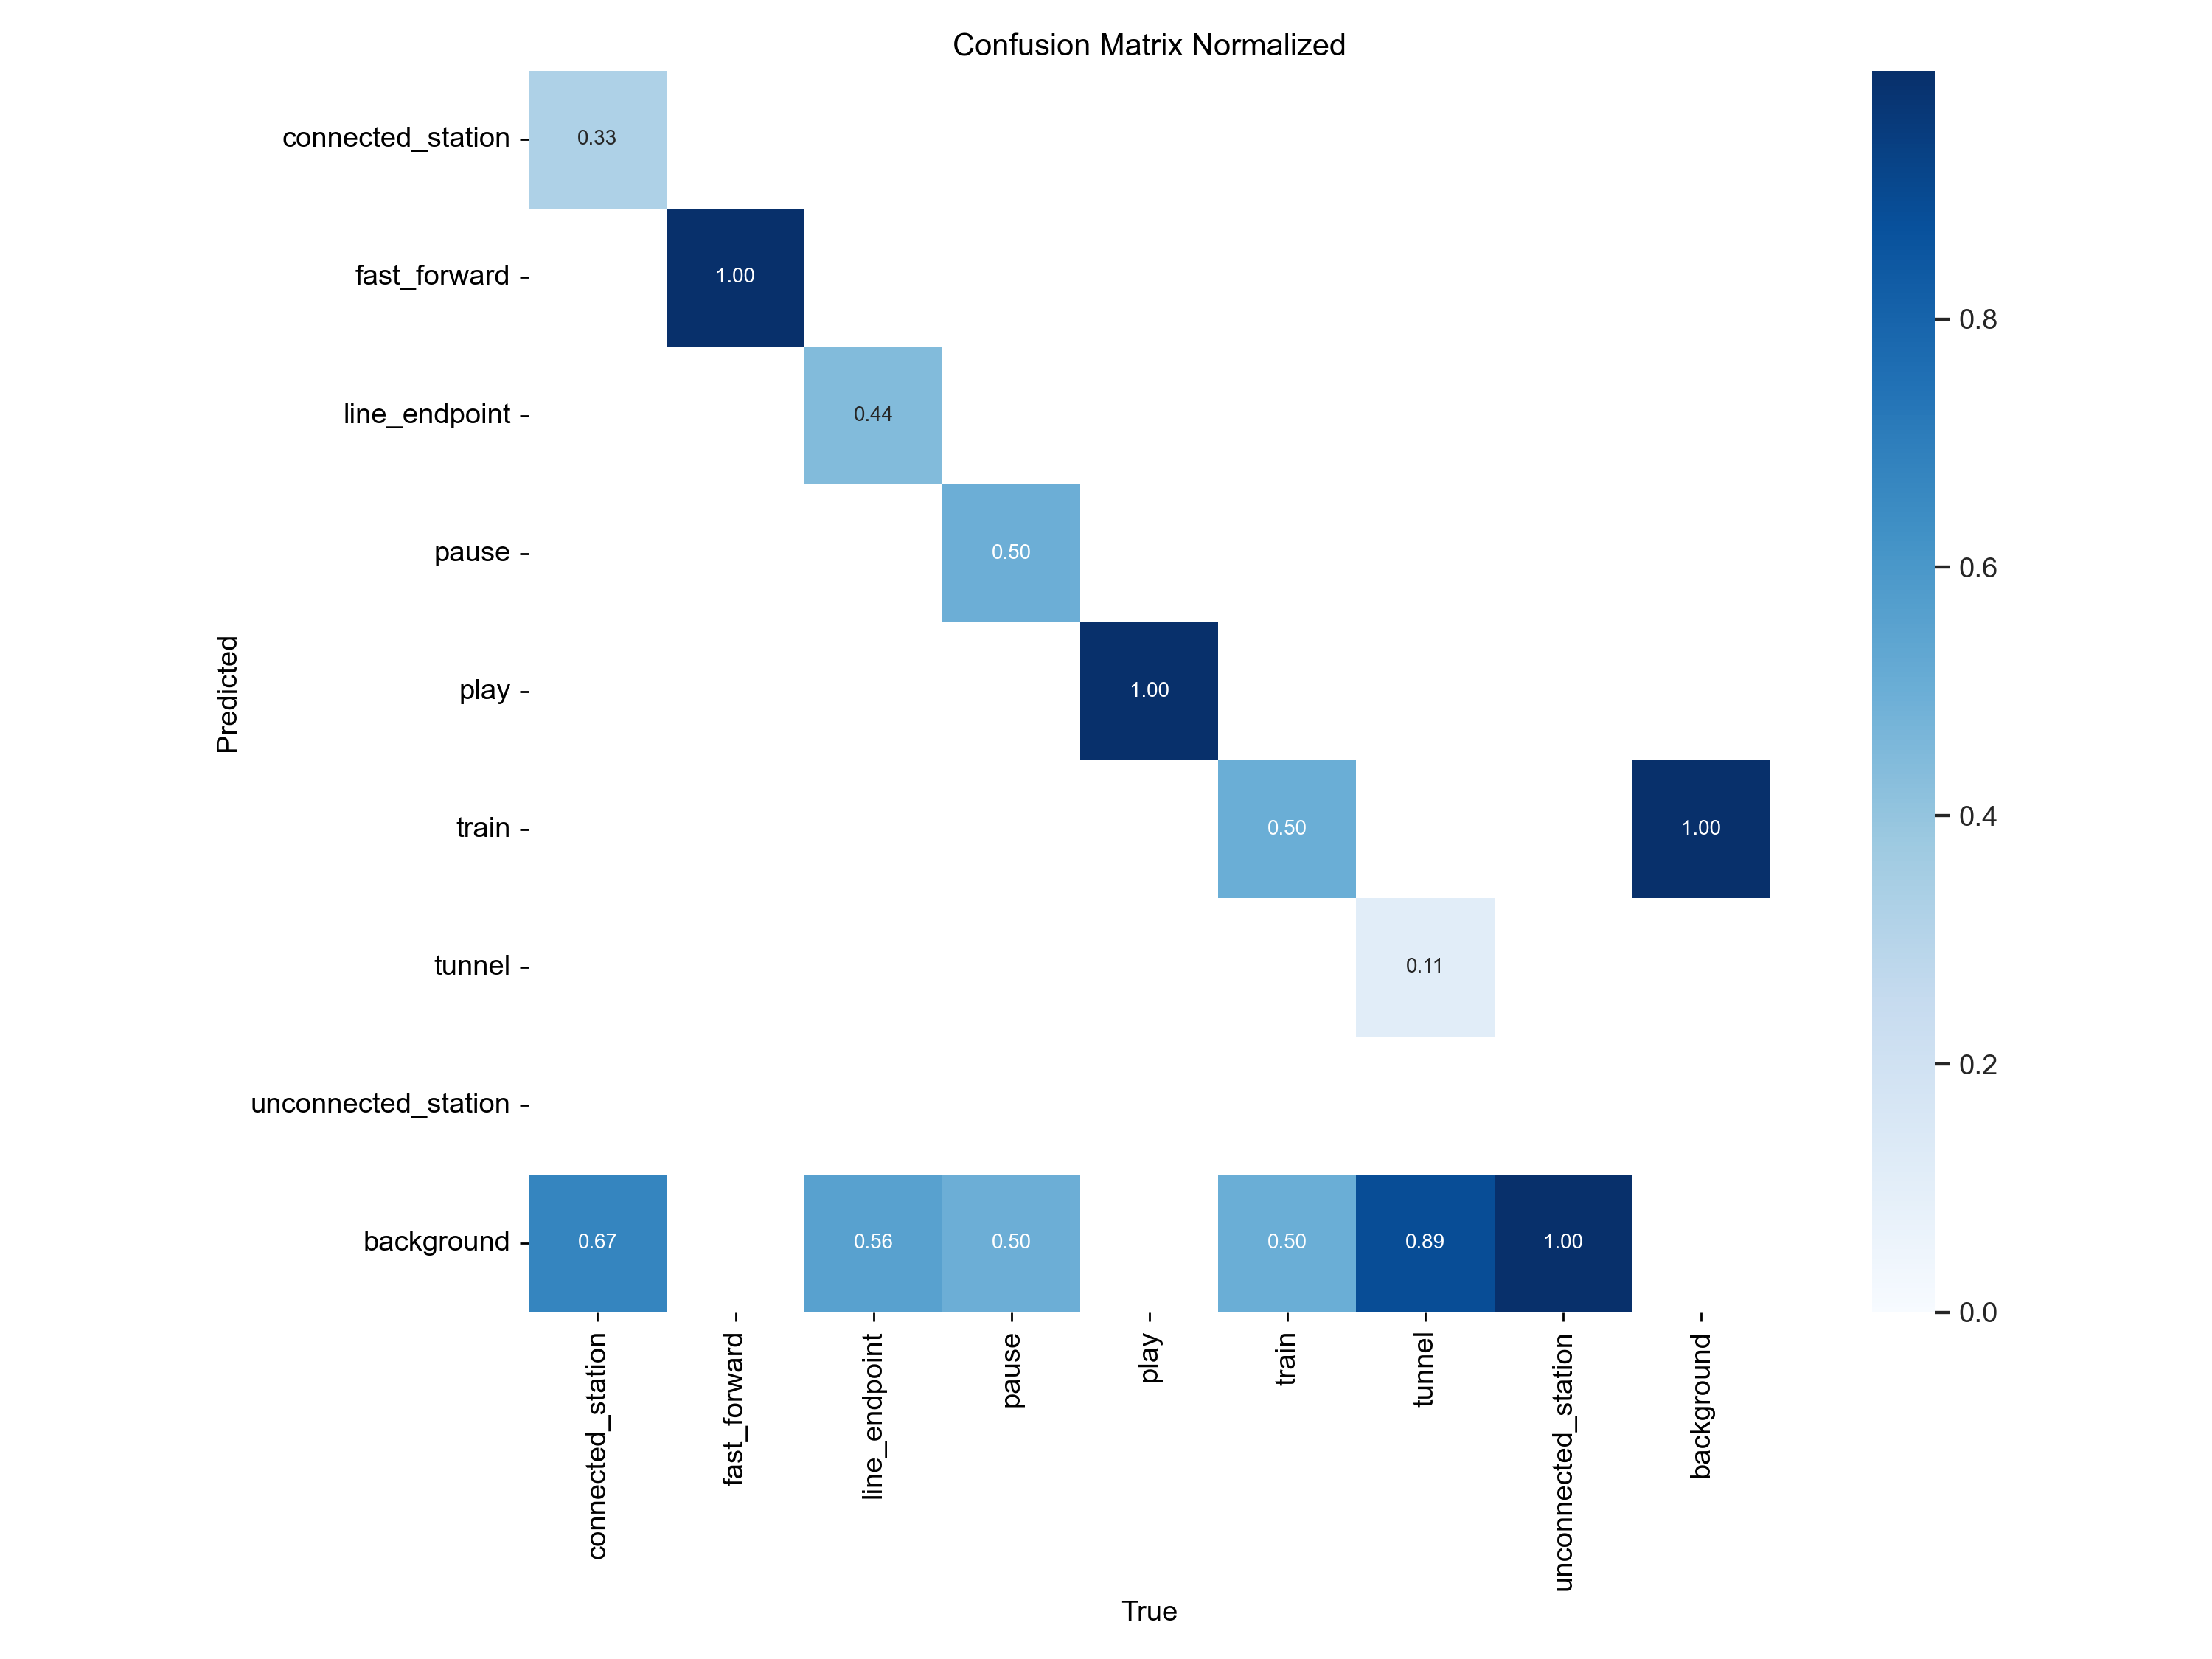 Confusion Matrix Normalized
connected_station
0.33
fast_forward
1.00
0.8
line_endpoint
0.44
pause
0.50
0.6
Predicted
play
1.00
train
0.50
1.00
0.4
tunnel
0.11
unconnected_station
0.2
background
0.67
0.56
0.50
0.50
0.89
1.00
0.0
connected_station
fast_forward
line_endpoint
pause
play
train
tunnel
unconnected_station
background
True